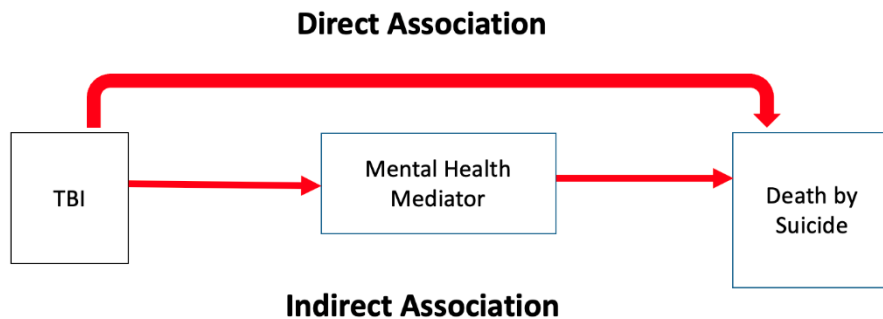 Direct Association
TBI
Mental Health
Mediator
Death by
Suicide
Indirect Association